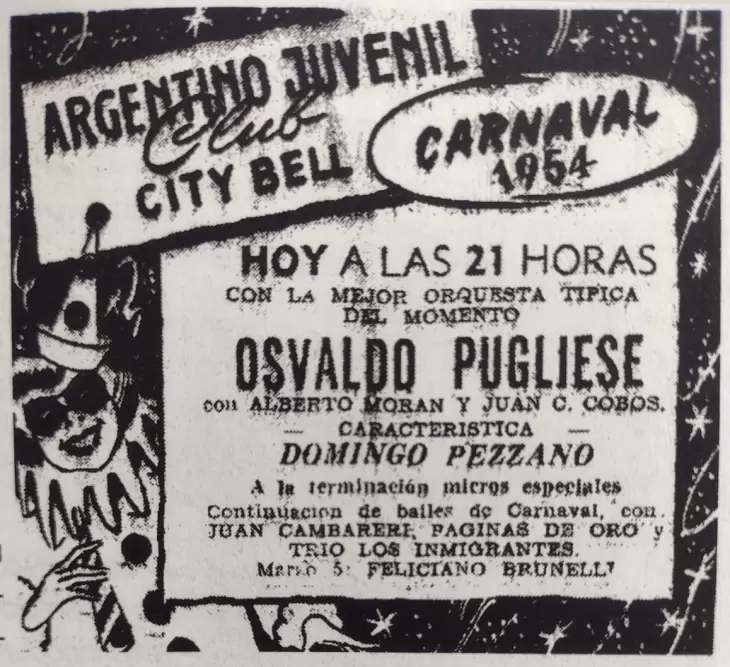 ARGENTINO JUVENIL
Club
CITY BELL
CARNAVAL
1954
HOY A LAS 21 HORAS
CON LA MEJOR ORQUESTA TIPICA
DEL MOMENTO
OSVALDO PUGLIESE
con ALBERTO MORAN Y JUAN C. COBOS.
— CARACTERISTICA —
DOMINGO PEZZANO
A la terminación micros especiales
Continuacion de bailes de Carnaval, con
JUAN CAMBARERI, PAGINAS DE ORO y
TRIO LOS INMIGRANTES.
Marzo 5: FELICIANO BRUNELLI